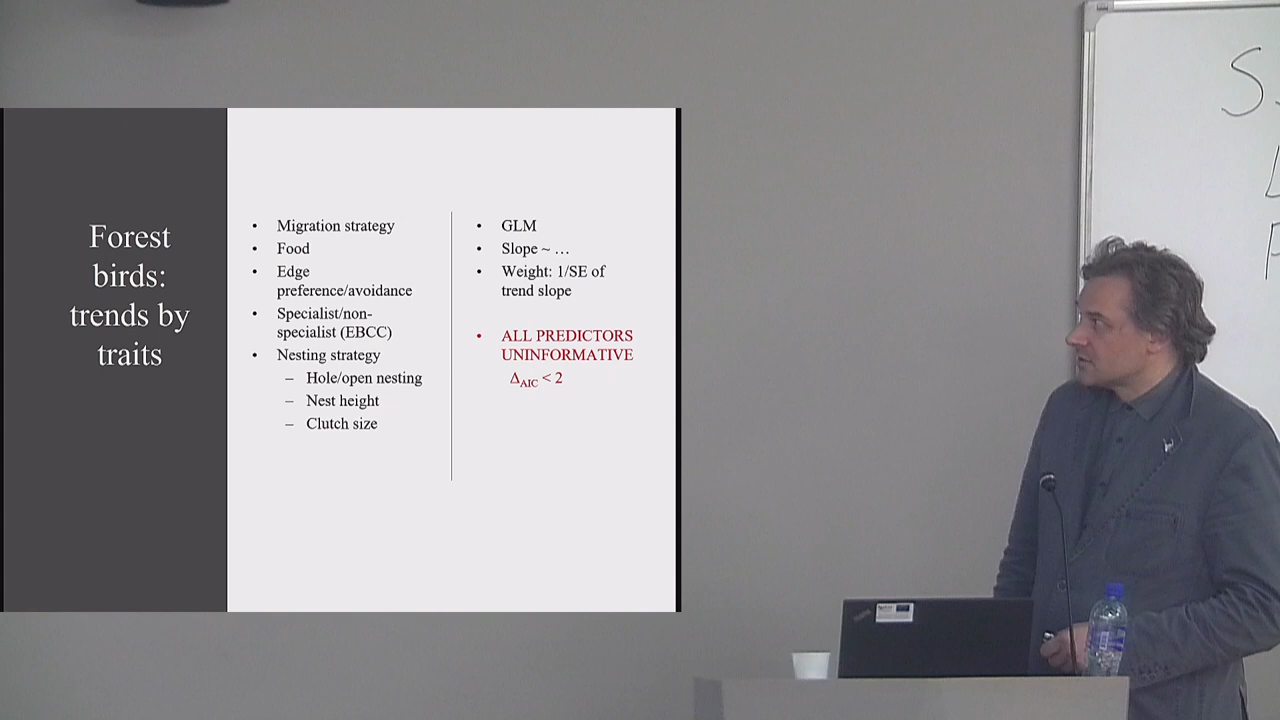 Forest
birds:
trends by
traits
• Migration strategy
• Food
• Edge
preference/avoidance
• Specialist/non-
specialist (EBCC)
• Nesting strategy
– Hole/open nesting
– Nest height
– Clutch size
• GLM
• Slope ~ …
• Weight: 1/SE of
trend slope
• ALL PREDICTORS
UNINFORMATIVE
ΔAIC < 2
S